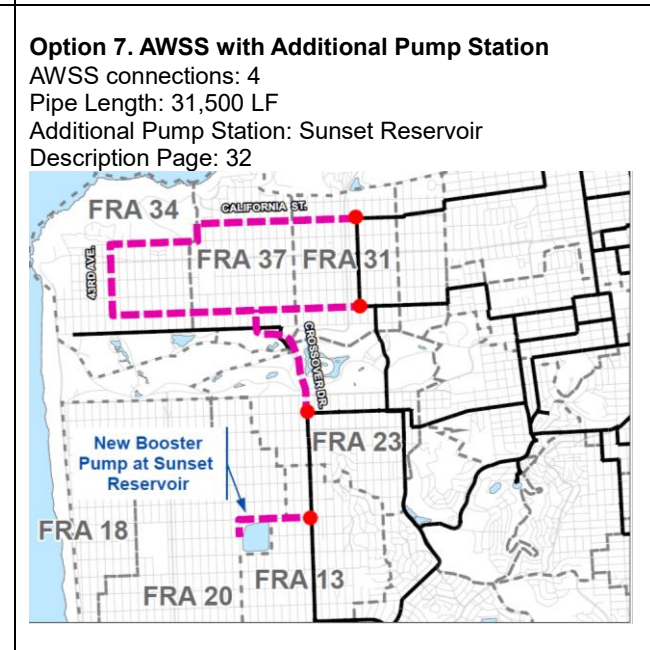 Option 7. AWSS with Additional Pump Station
AWSS connections: 4
Pipe Length: 31,500 LF
Additional Pump Station: Sunset Reservoir
Description Page: 32
FRA 34
CALIFORNIA ST.
43RD AVE.
FRA 37
FRA 31
CROSSOVER DR.
New Booster
Pump at Sunset
Reservoir
FRA 23
FRA 18
FRA 13
FRA 20